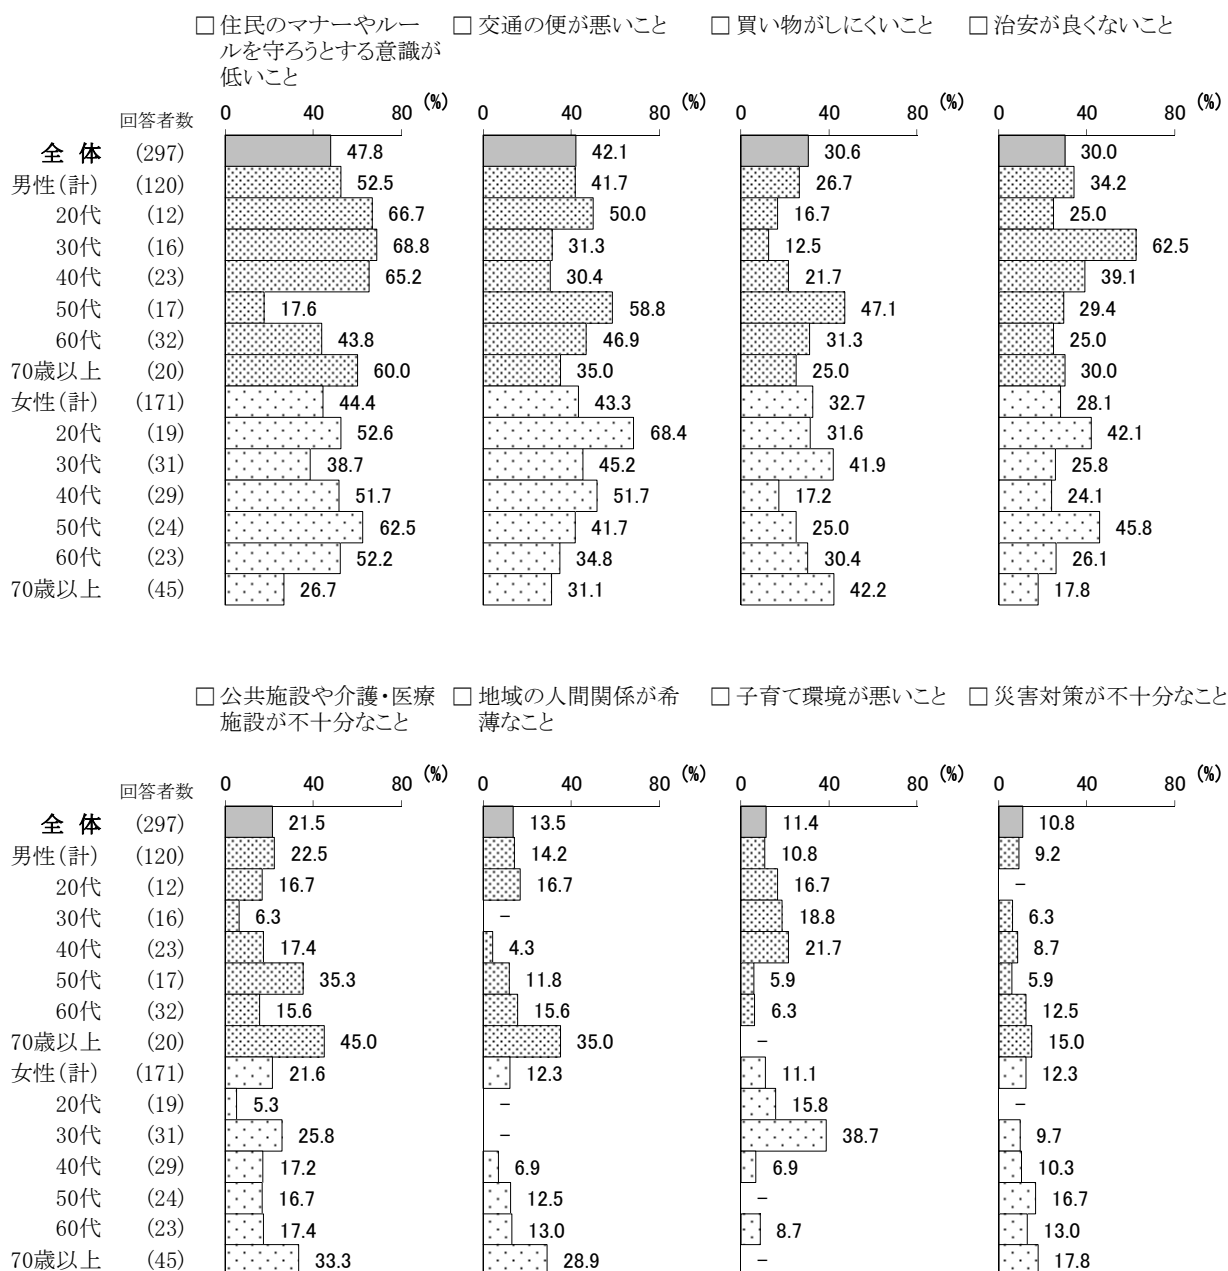 □ 住民のマナーやルー □ 交通の便が悪いこと □ 買い物がしにくいこと □ 治安が良くないこと
ルを守ろうとする意識が
低いこと
0 40 80 (%) 0 40 80 (%) 0 40 80 (%) 0 40 80 (%)
回答者数
全 体 (297) 47.8 42.1 30.6 30.0
男性(計) (120) 52.5 41.7 26.7 34.2
20代 (12) 66.7 50.0 16.7 25.0
30代 (16) 68.8 31.3 12.5 62.5
40代 (23) 65.2 30.4 21.7 39.1
50代 (17) 17.6 58.8 47.1 29.4
60代 (32) 43.8 46.9 31.3 25.0
70歳以上 (20) 60.0 35.0 25.0 30.0
女性(計) (171) 44.4 43.3 32.7 28.1
20代 (19) 52.6 68.4 31.6 42.1
30代 (31) 38.7 45.2 41.9 25.8
40代 (29) 51.7 51.7 17.2 24.1
50代 (24) 62.5 41.7 25.0 45.8
60代 (23) 52.2 34.8 30.4 26.1
70歳以上 (45) 26.7 31.1 42.2 17.8
□ 公共施設や介護・医療 □ 地域の人間関係が希 □ 子育て環境が悪いこと □ 災害対策が不十分なこと
施設が不十分なこと 薄なこと
0 40 80 (%) 0 40 80 (%) 0 40 80 (%) 0 40 80 (%)
回答者数
全 体 (297) 21.5 13.5 11.4 10.8
男性(計) (120) 22.5 14.2 10.8 9.2
20代 (12) 16.7 16.7 16.7 −
30代 (16) 6.3 − 18.8 6.3
40代 (23) 17.4 4.3 21.7 8.7
50代 (17) 35.3 11.8 5.9 5.9
60代 (32) 15.6 15.6 6.3 12.5
70歳以上 (20) 45.0 35.0 − 15.0
女性(計) (171) 21.6 12.3 11.1 12.3
20代 (19) 5.3 − 15.8 −
30代 (31) 25.8 − 38.7 9.7
40代 (29) 17.2 6.9 6.9 10.3
50代 (24) 16.7 12.5 − 16.7
60代 (23) 17.4 13.0 8.7 13.0
70歳以上 (45) 33.3 28.9 − 17.8